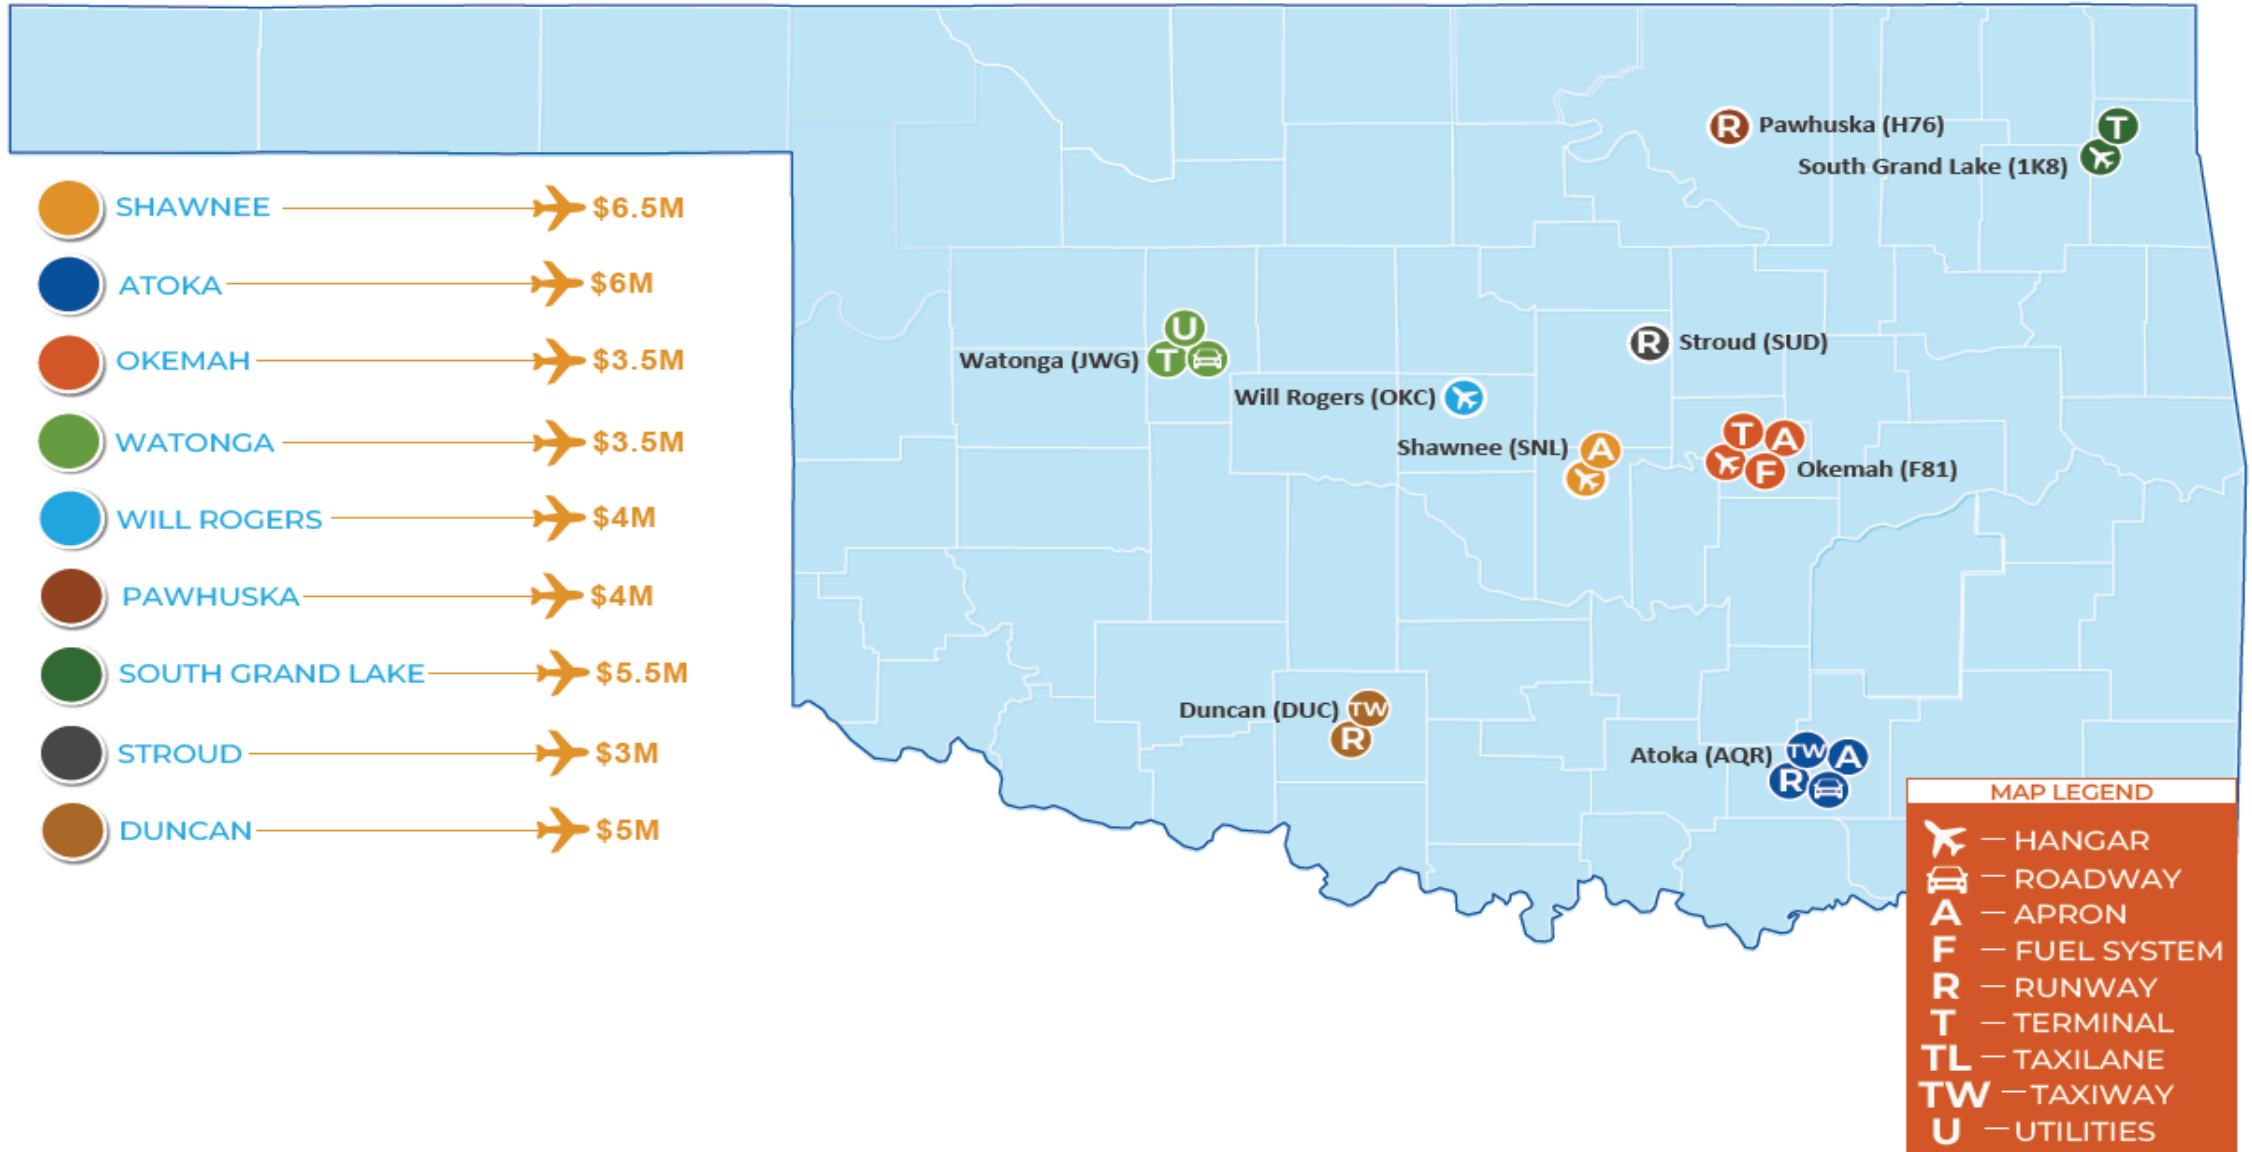 SHAWNEE $6.5M
ATOKA $6M
OKEMAH $3.5M
WATONGA $3.5M
WILL ROGERS $4M
PAWHUSKA $4M
SOUTH GRAND LAKE $5.5M
STROUD $3M
DUNCAN $5M
R Pawhuska (H76)
T
South Grand Lake (1K8)
U
Watonga (JWG) T
R Stroud (SUD)
Will Rogers (OKC)
Shawnee (SNL) A
T A
F Okemah (F81)
Duncan (DUC) TW
R
Atoka (AQR) TW A
R
MAP LEGEND
— HANGAR
— ROADWAY
A — APRON
F — FUEL SYSTEM
R — RUNWAY
T — TERMINAL
TL — TAXILANE
TW — TAXIWAY
U — UTILITIES